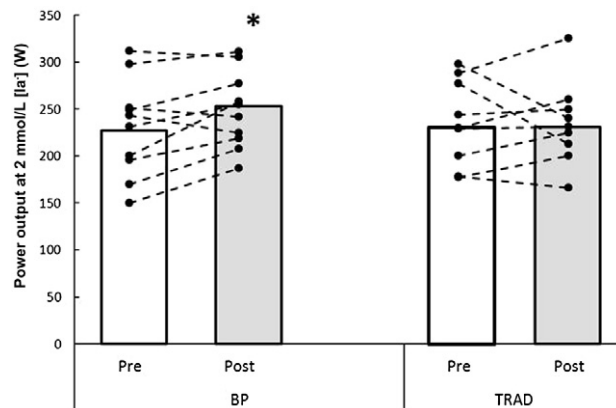 Power output at 2 mmol/L [la-] (W)
350
300
250
200
150
100
50
0
*
Pre
Post
Pre
Post
BP
TRAD